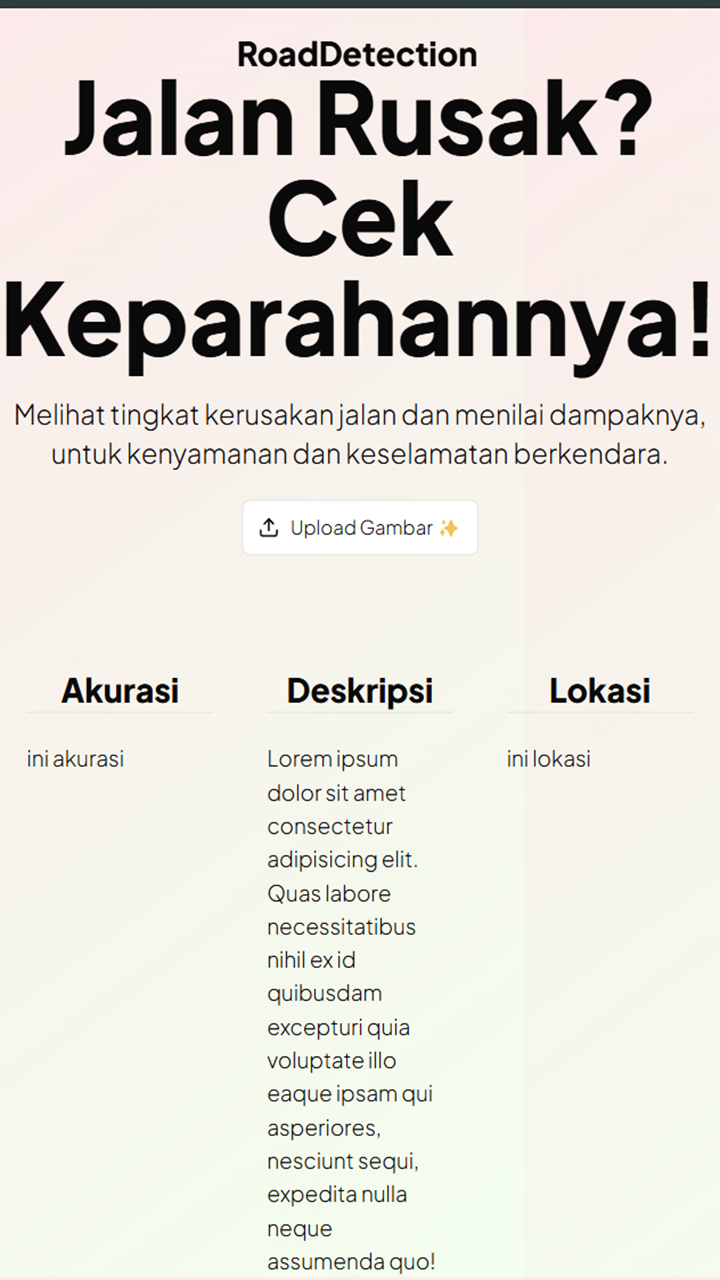 RoadDetection
Jalan Rusak?
Cek
Keparahannya!
Melihat tingkat kerusakan jalan dan menilai dampaknya,
untuk kenyamanan dan keselamatan berkendara.
Upload Gambar ✨
Akurasi
ini akurasi
Deskripsi
Lorem ipsum
dolor sit amet
consectetur
adipisicing elit.
Quas labore
necessitatibus
nihil ex id
quibusdam
excepturi quia
voluptate illo
eaque ipsam qui
asperiores,
nesciunt sequi,
expedita nulla
neque
assumenda quo!
Lokasi
ini lokasi